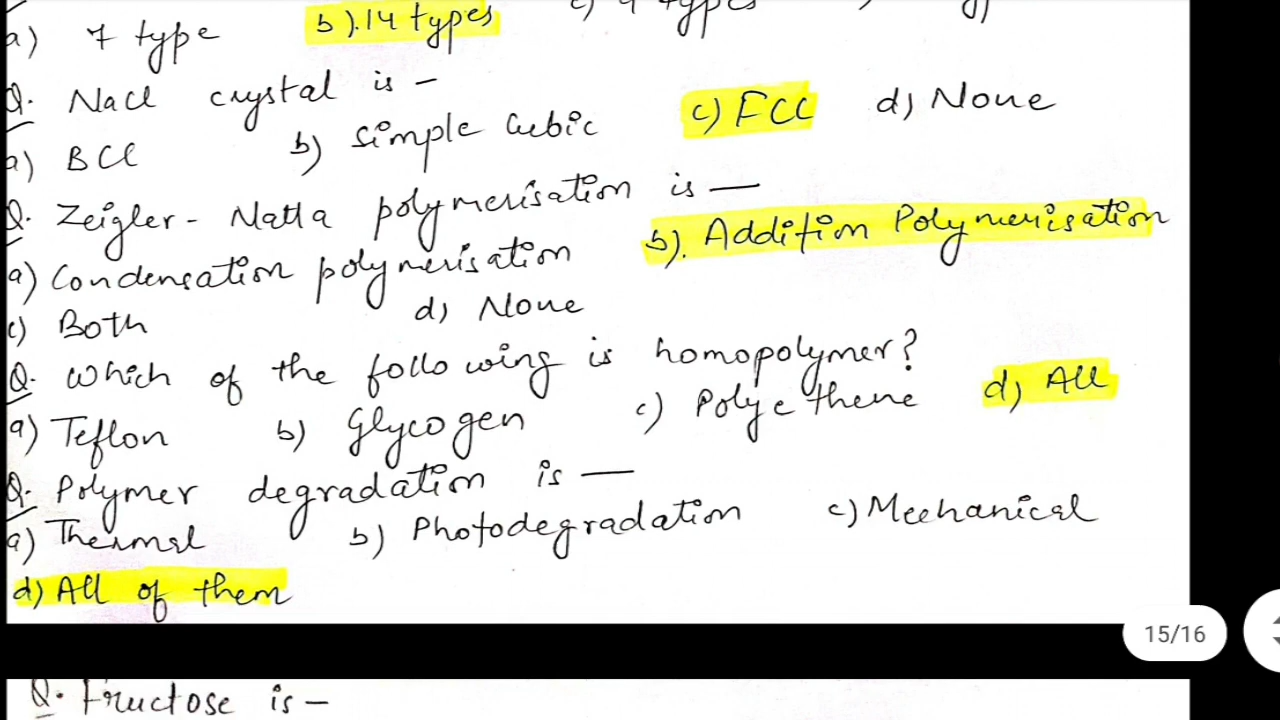 a) 7 type b).14 types c) 4 types
Q. NaCl crystal is -
a) BCC b) simple Cubic c) FCC d) None
Q. Zeigler- Natta polymerisation is —
a) Condensation polymerisation b). Addition Polymerisation
c) Both d) None
Q. Which of the following is homopolymer?
a) Teflon b) Glycogen c) Polyethene d) All
Q. Polymer degradation is —
a) Thermal b) Photodegradation c) Mechanical
d) All of them
15/16
Q. Fructose is -